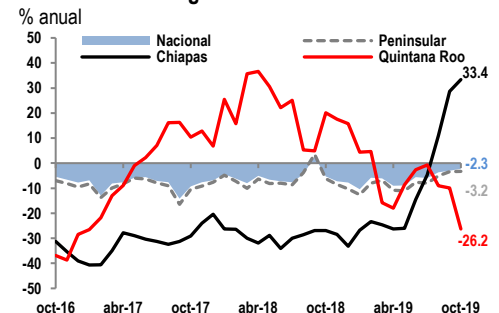 % anual
Nacional
Peninsular
Chiapas
Quintana Roo
50
40
30
20
10
0
-10
-20
-30
-40
-50
33.4
-2.3
-3.2
-26.2
oct-16 abr-17 oct-17 abr-18 oct-18 abr-19 oct-19